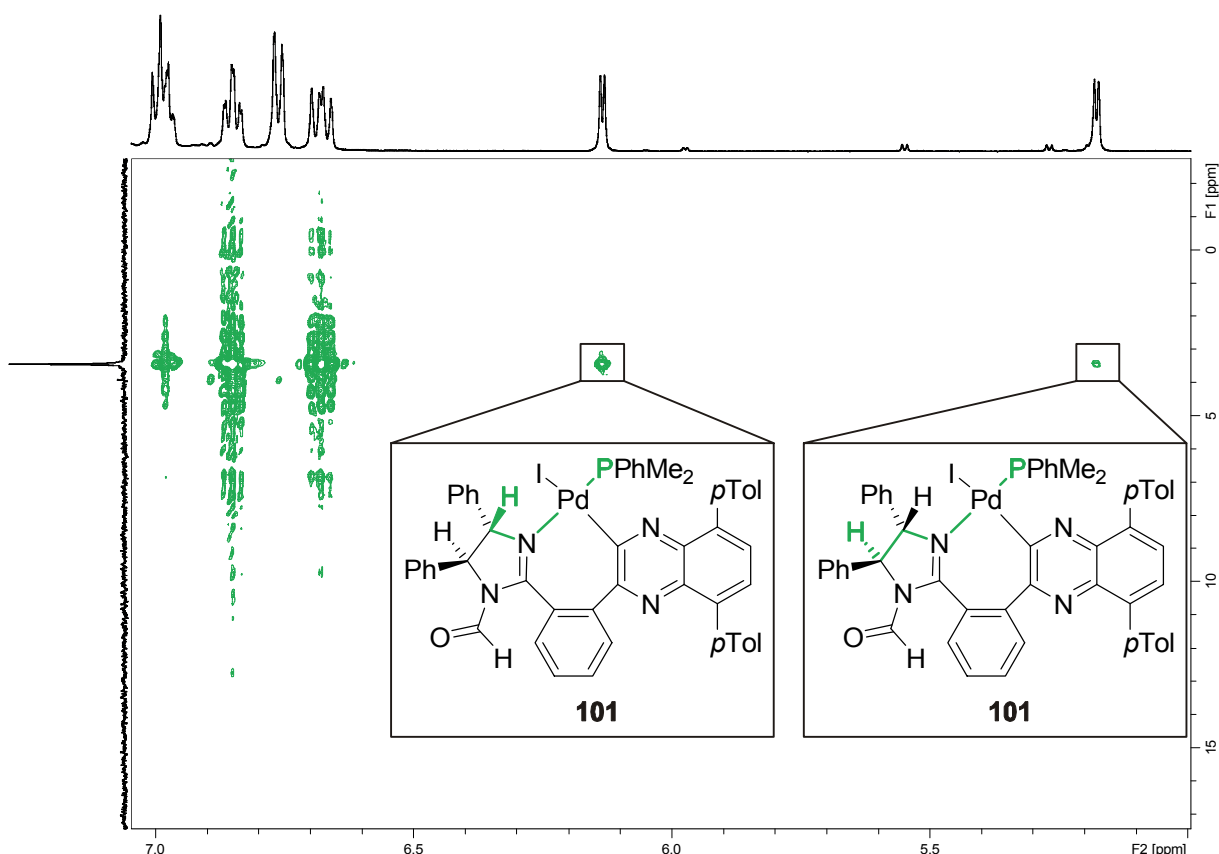 F1 [ppm]
0
5
10
15
7.0
6.5
6.0
5.5
F2 [ppm]
I
PPhMe2
Ph
H
Pd
pTol
H
N
N
Ph
N
N
O
H
pTol
101
I
PPhMe2
Ph
H
Pd
pTol
H
N
N
Ph
N
N
O
H
pTol
101